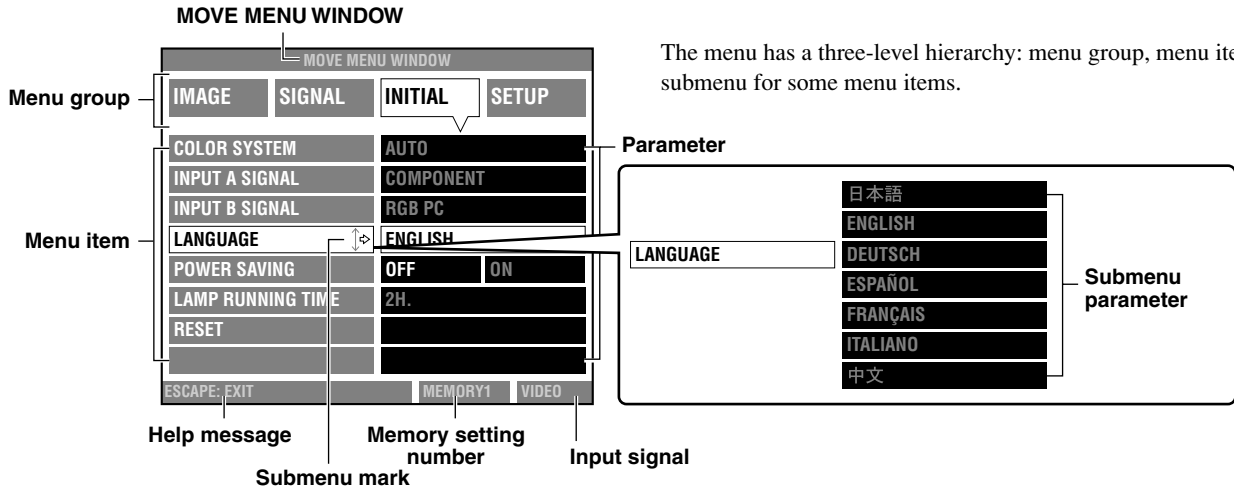 MOVE MENU WINDOW
The menu has a three-level hierarchy: menu group, menu
submenu for some menu items.
MOVE MENU WINDOW
Menu group
IMAGE SIGNAL INITIAL SETUP
Parameter
COLOR SYSTEM AUTO
INPUT A SIGNAL COMPONENT
INPUT B SIGNAL RGB PC
Menu item
LANGUAGE ENGLISH
POWER SAVING OFF ON
LAMP RUNNING TIME 2H.
RESET
ESCAPE: EXIT MEMORY1 VIDEO
LANGUAGE
日本語
ENGLISH
DEUTSCH
ESPAÑOL
FRANÇAIS
ITALIANO
中文
Submenu
parameter
Help message
Memory setting
number
Input signal
Submenu mark